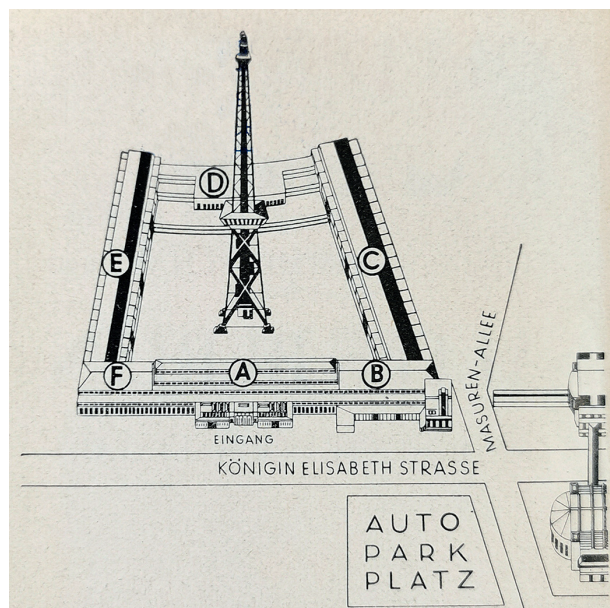 D
E
C
F
A
B
EINGANG
MASUREN-ALLEE
KÖNIGIN ELISABETH STRASSE
AUTO
PARK
PLATZ